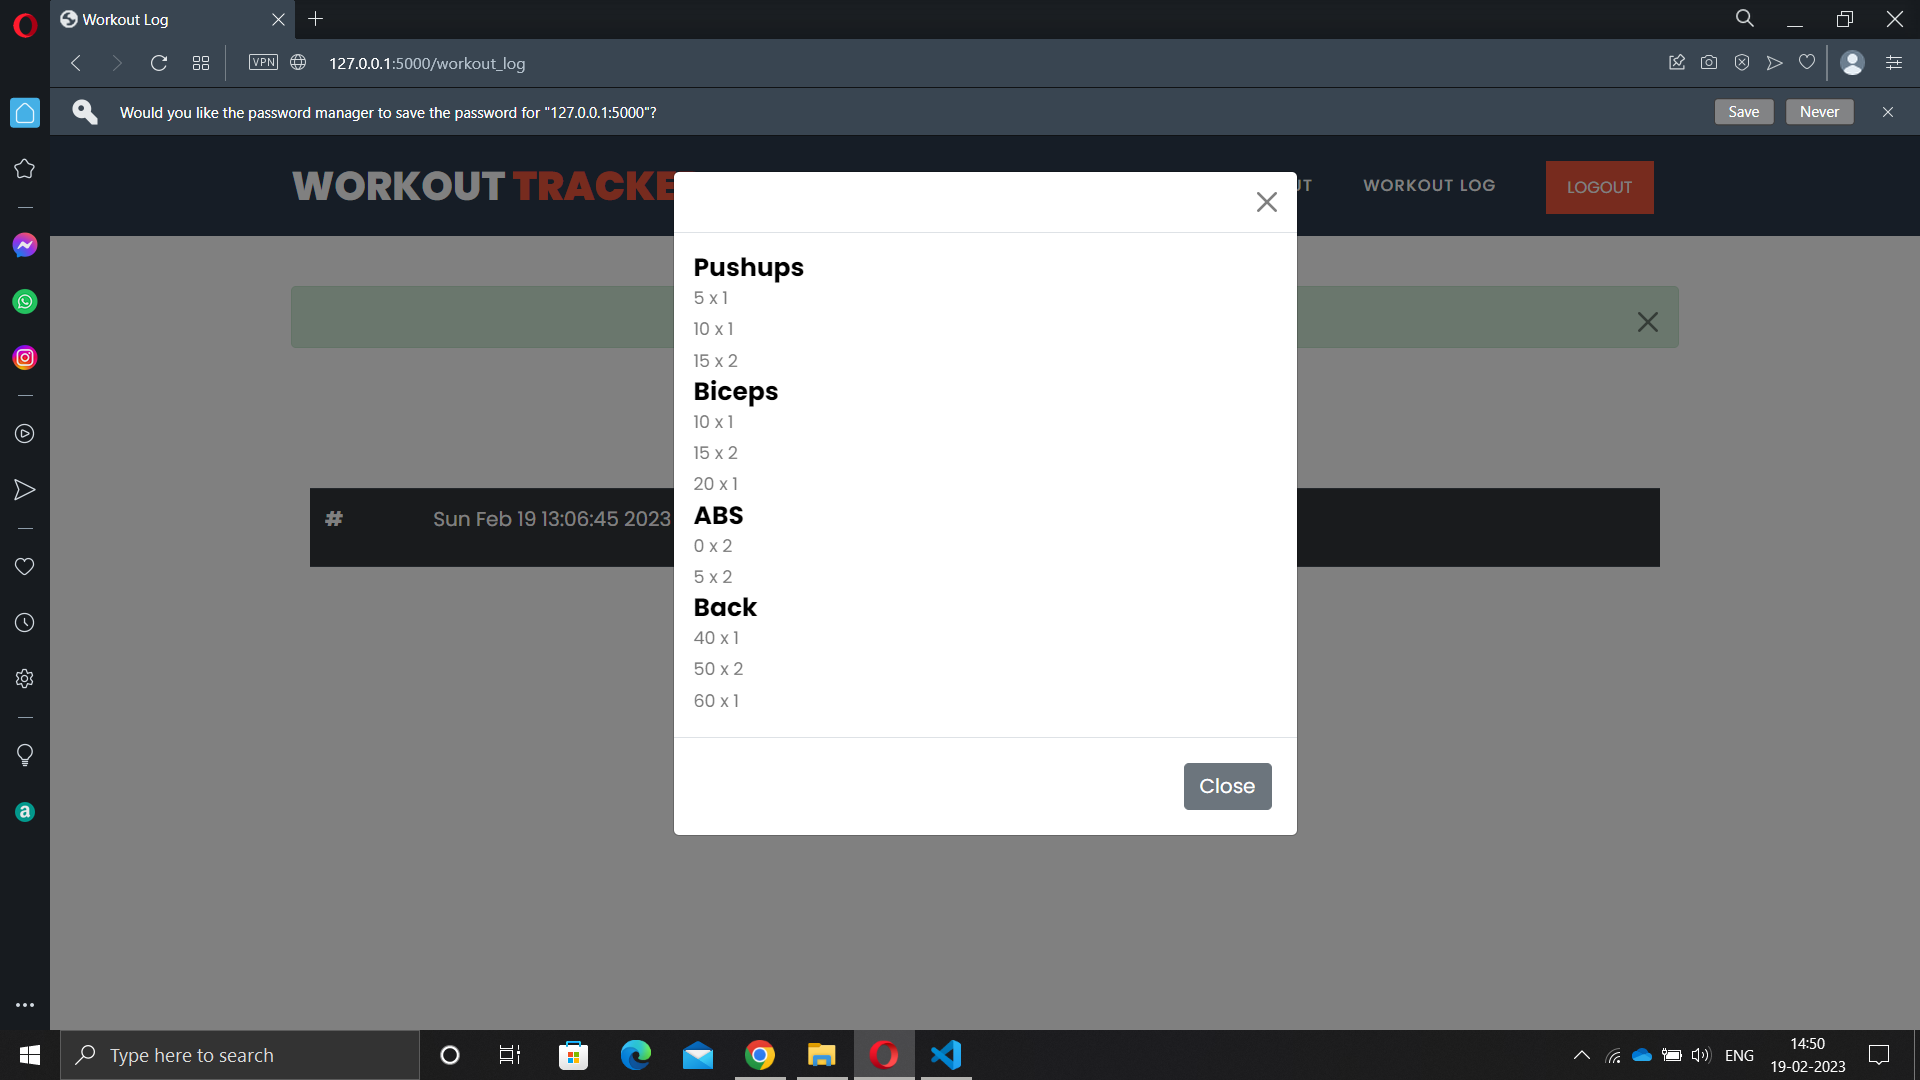 Workout Log
VPN
127.0.0.1:5000/workout_log
Would you like the password manager to save the password for "127.0.0.1:5000"?
Save
Never
WORKOUT TRACKE
UT
WORKOUT LOG
LOGOUT
Pushups
5 x 1
10 x 1
15 x 2
Biceps
10 x 1
15 x 2
20 x 1
ABS
0 x 2
5 x 2
Back
40 x 1
50 x 2
60 x 1
# Sun Feb 19 13:06:45 2023
Close
a
Type here to search
ENG
14:50
19-02-2023